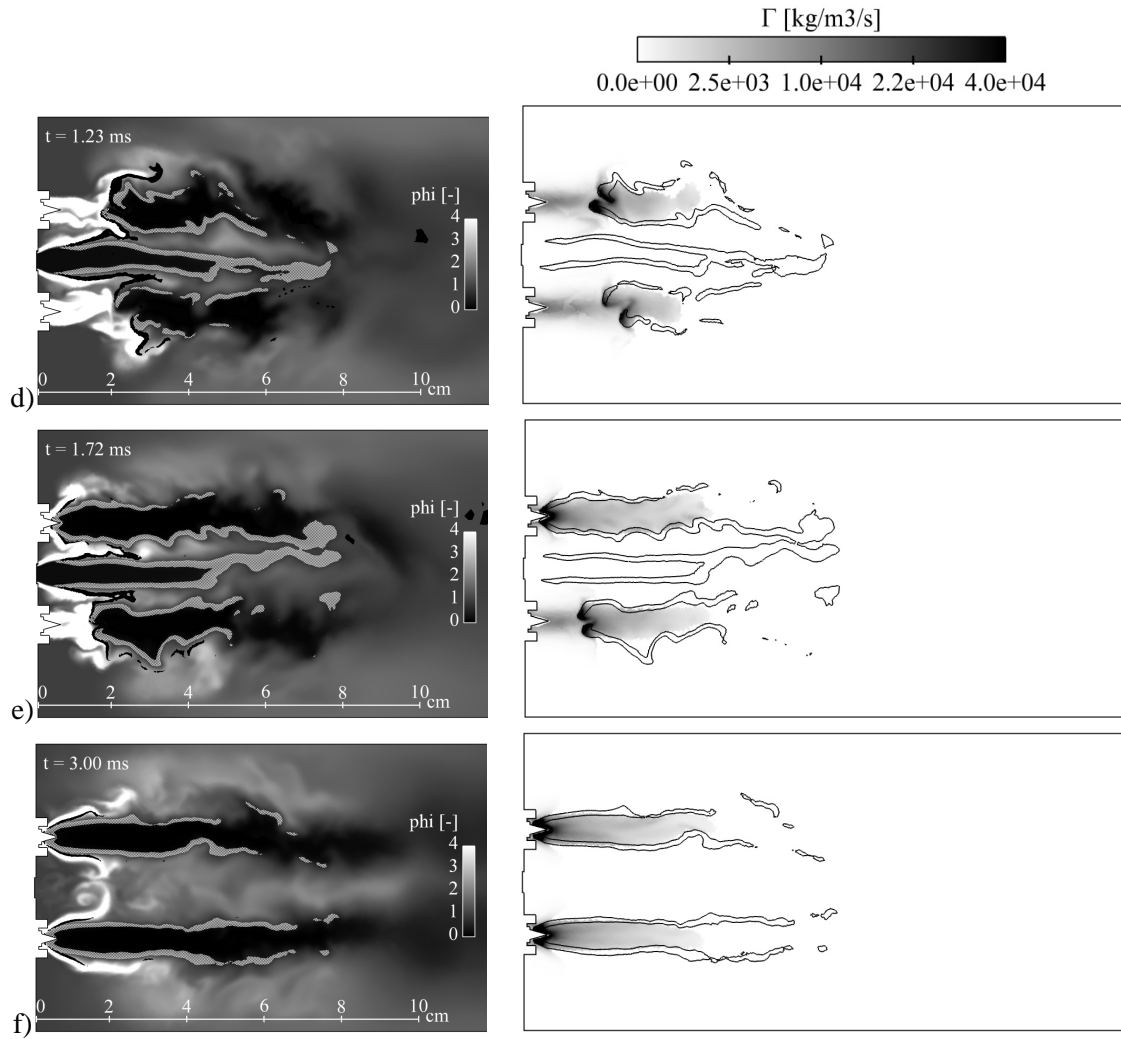 Γ [kg/m3/s]
0.0e+00 2.5e+03 1.0e+04 2.2e+04 4.0e+04
t = 1.23 ms
phi [-]
4
3
2
1
0
0 2 4 6 8 10
cm
d)
t = 1.72 ms
phi [-]
4
3
2
1
0
0 2 4 6 8 10
cm
e)
t = 3.00 ms
phi [-]
4
3
2
1
0
0 2 4 6 8 10
cm
f)